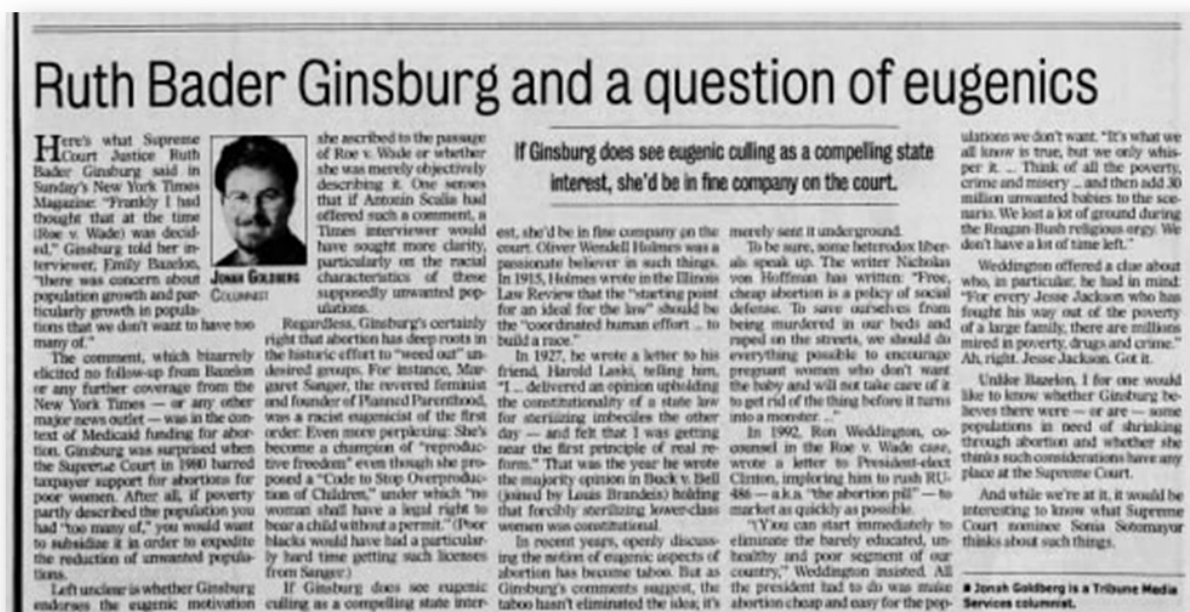 Ruth Bader Ginsburg and a question of eugenics
Here's what Supreme
Court Justice Ruth
Bader Ginsburg said in
Sunday's New York Times
Magazine: "Frankly I had
thought that at the time
(Roe v. Wade) was decid-
ed," Ginsburg told her in-
terviewer, Emily Bazelon,
"there was concern about
population growth and par-
ticularly growth in popula-
tions that we don't want to have too
many of."
The comment, which bizarrely
elicited no follow-up from Bazelon
or any further coverage from the
New York Times — or any other
major news outlet — was in the con-
text of Medicaid funding for abor-
tion. Ginsburg was surprised when
the Supreme Court in 1980 barred
taxpayer support for abortions for
poor women. After all, if poverty
partly described the population you
had "too many of," you would want
to subsidize it in order to expedite
the reduction of unwanted popula-
tions.
Left unclear is whether Ginsburg
endorses the eugenic motivation
JONAH GOLDBERG
COLUMNIST
she ascribed to the passage
of Roe v. Wade or whether
she was merely objectively
describing it. One senses
that if Antonin Scalia had
offered such a comment, a
Times interviewer would
have sought more clarity,
particularly on the racial
characteristics of these
supposedly unwanted pop-
ulations.
Regardless, Ginsburg's certainly
right that abortion has deep roots in
the historic effort to "weed out" un-
desired groups. For instance, Mar-
garet Sanger, the revered feminist
and founder of Planned Parenthood,
was a racist eugenicist of the first
order. Even more perplexing: She's
become a champion of "reproduc-
tive freedom" even though she pro-
posed a "Code to Stop Overproduc-
tion of Children," under which "no
woman shall have a legal right to
bear a child without a permit." (Poor
blacks would have had a particular-
ly hard time getting such licenses
from Sanger.)
If Ginsburg does see eugenic
culling as a compelling state inter-
If Ginsburg does see eugenic culling as a compelling state
interest, she'd be in fine company on the court.
est, she'd be in fine company on the
court. Oliver Wendell Holmes was a
passionate believer in such things.
In 1915, Holmes wrote in the Illinois
Law Review that the "starting point
for an ideal for the law" should be
the "coordinated human effort ... to
build a race."
In 1927, he wrote a letter to his
friend, Harold Laski, telling him,
"I ... delivered an opinion upholding
the constitutionality of a state law
for sterilizing imbeciles the other
day — and felt that I was getting
near the first principle of real re-
form." That was the year he wrote
the majority opinion in Buck v. Bell
(joined by Louis Brandeis) holding
that forcibly sterilizing lower-class
women was constitutional.
In recent years, openly discuss-
ing the notion of eugenic aspects of
abortion has become taboo. But as
Ginsburg's comments suggest, the
taboo hasn't eliminated the idea; it's
merely sent it underground.
To be sure, some heterodox liber-
als speak up. The writer Nicholas
von Hoffman has written: "Free,
cheap abortion is a policy of social
defense. To save ourselves from
being murdered in our beds and
raped on the streets, we should do
everything possible to encourage
pregnant women who don't want
the baby and will not take care of it
to get rid of the thing before it turns
into a monster ..."
In 1992, Ron Weddington, co-
counsel in the Roe v. Wade case,
wrote a letter to President-elect
Clinton, imploring him to rush RU-
486 — a.k.a. "the abortion pill" — to
market as quickly as possible.
"(Y)ou can start immediately to
eliminate the barely educated, un-
healthy and poor segment of our
country," Weddington insisted. All
the president had to do was make
abortion cheap and easy for the pop-
ulations we don't want. "It's what we
all know is true, but we only whis-
per it. ... Think of all the poverty,
crime and misery ... and then add 30
million unwanted babies to the sce-
nario. We lost a lot of ground during
the Reagan-Bush religious orgy. We
don't have a lot of time left."
Weddington offered a clue about
who, in particular, he had in mind:
"For every Jesse Jackson who has
fought his way out of the poverty
of a large family, there are millions
mired in poverty, drugs and crime."
Ah, right. Jesse Jackson. Got it.
Unlike Bazelon, I for one would
like to know whether Ginsburg be-
lieves there were — or are — some
populations in need of shrinking
through abortion and whether she
thinks such considerations have any
place at the Supreme Court.
And while we're at it, it would be
interesting to know what Supreme
Court nominee Sonia Sotomayor
thinks about such things.
■ Jonah Goldberg is a Tribune Media
Services columnist.